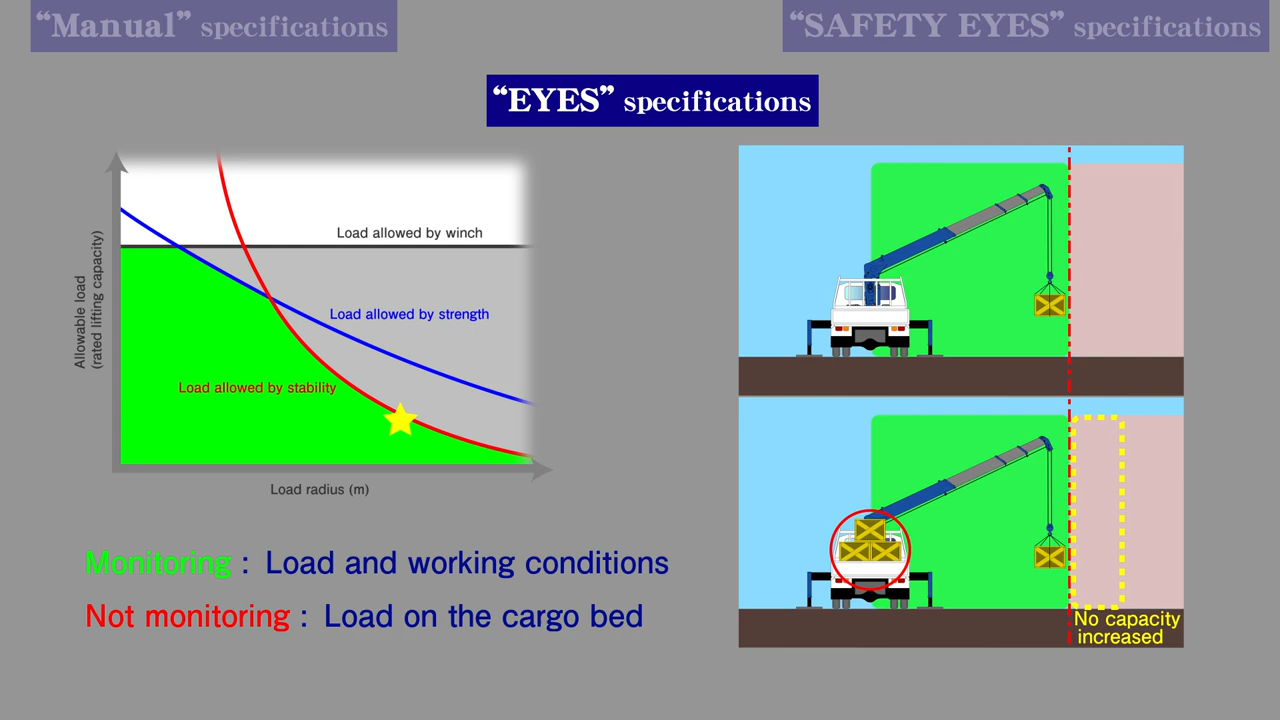 “Manual” specifications
“SAFETY EYES” specifications
“EYES” specifications
Allowable load
(rated lifting capacity)
Load allowed by winch
Load allowed by strength
Load allowed by stability
Load radius (m)
Monitoring : Load and working conditions
Not monitoring : Load on the cargo bed
No capacity
increased